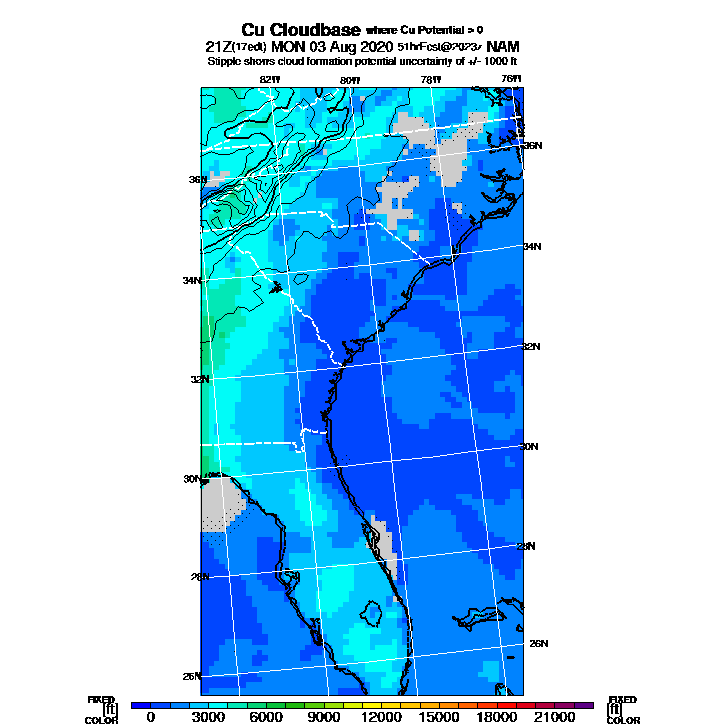 Cu Cloudbase where Cu Potential > 0
21Z(17edt) MON 03 Aug 2020 51hrFcst@2023z NAM
Stipple shows cloud formation potential uncertainty of +/- 1000 ft
82W 80W 78W 76W
36N 36N
34N 34N
32N 32N
30N 30N
28N 28N
26N 26N
FIXED FIXED
[ft] [ft]
COLOR COLOR
0 3000 6000 9000 12000 15000 18000 21000